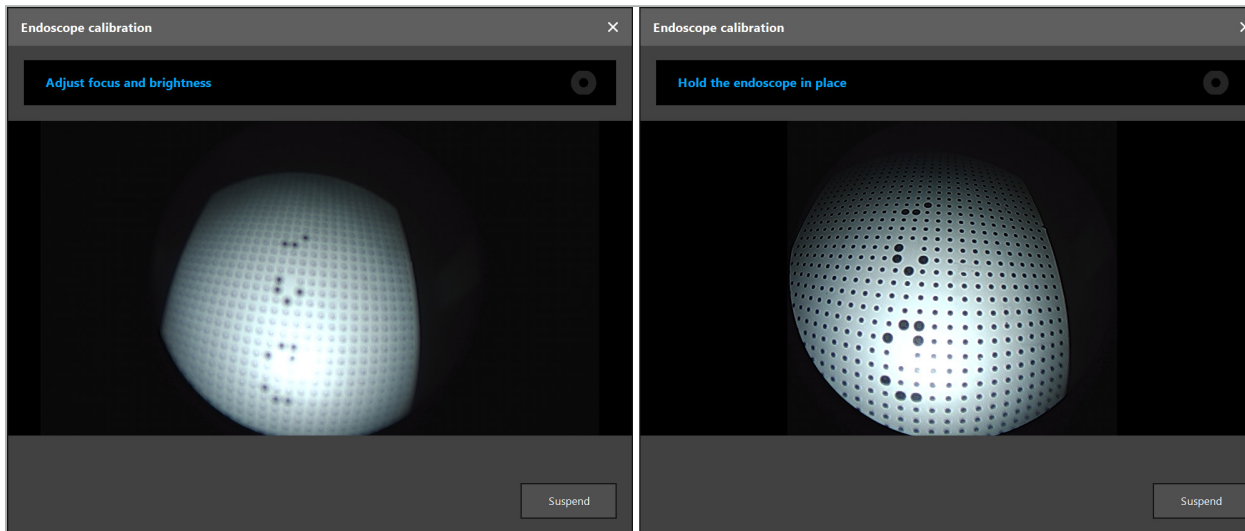 Endoscope calibration
Adjust focus and brightness
Suspend
Endoscope calibration
Hold the endoscope in place
Suspend